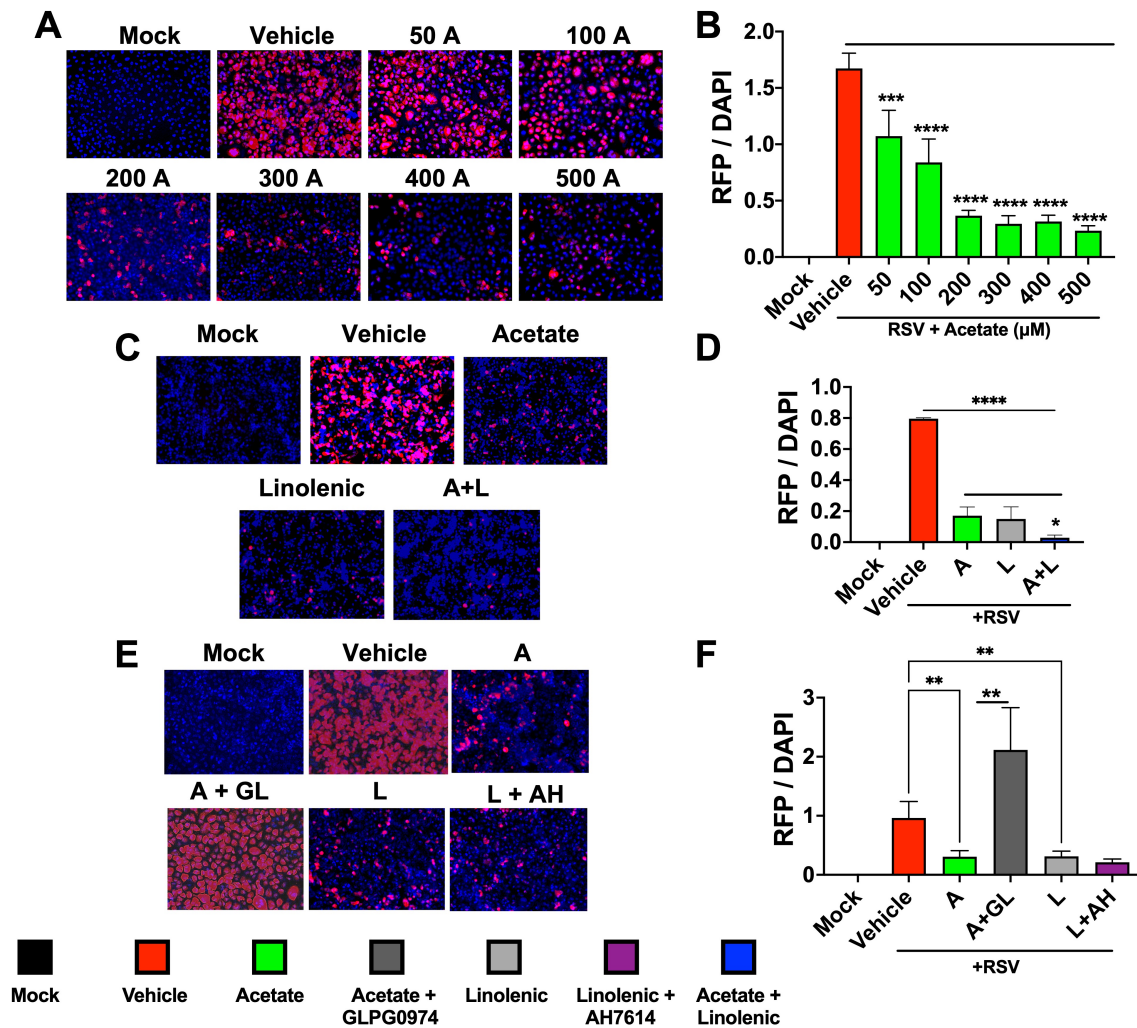 A
Mock Vehicle 50 A 100 A
200 A 300 A 400 A 500 A
B
RFP / DAPI
2.0
1.5
1.0
0.5
0.0
*** **** **** **** **** ****
Mock Vehicle 50 100 200 300 400 500
RSV + Acetate (µM)
C
Mock Vehicle Acetate
Linolenic A+L
D
RFP / DAPI
1.0
0.8
0.6
0.4
0.2
0.0
****
*
Mock Vehicle A L A+L
+RSV
E
Mock Vehicle A
A + GL L L + AH
F
RFP / DAPI
3
2
1
0
**
** **
Mock Vehicle A A+GL L L+AH
+RSV
Mock Vehicle Acetate Acetate + Linolenic Linolenic + Acetate +
GLPG0974 AH7614 Linolenic